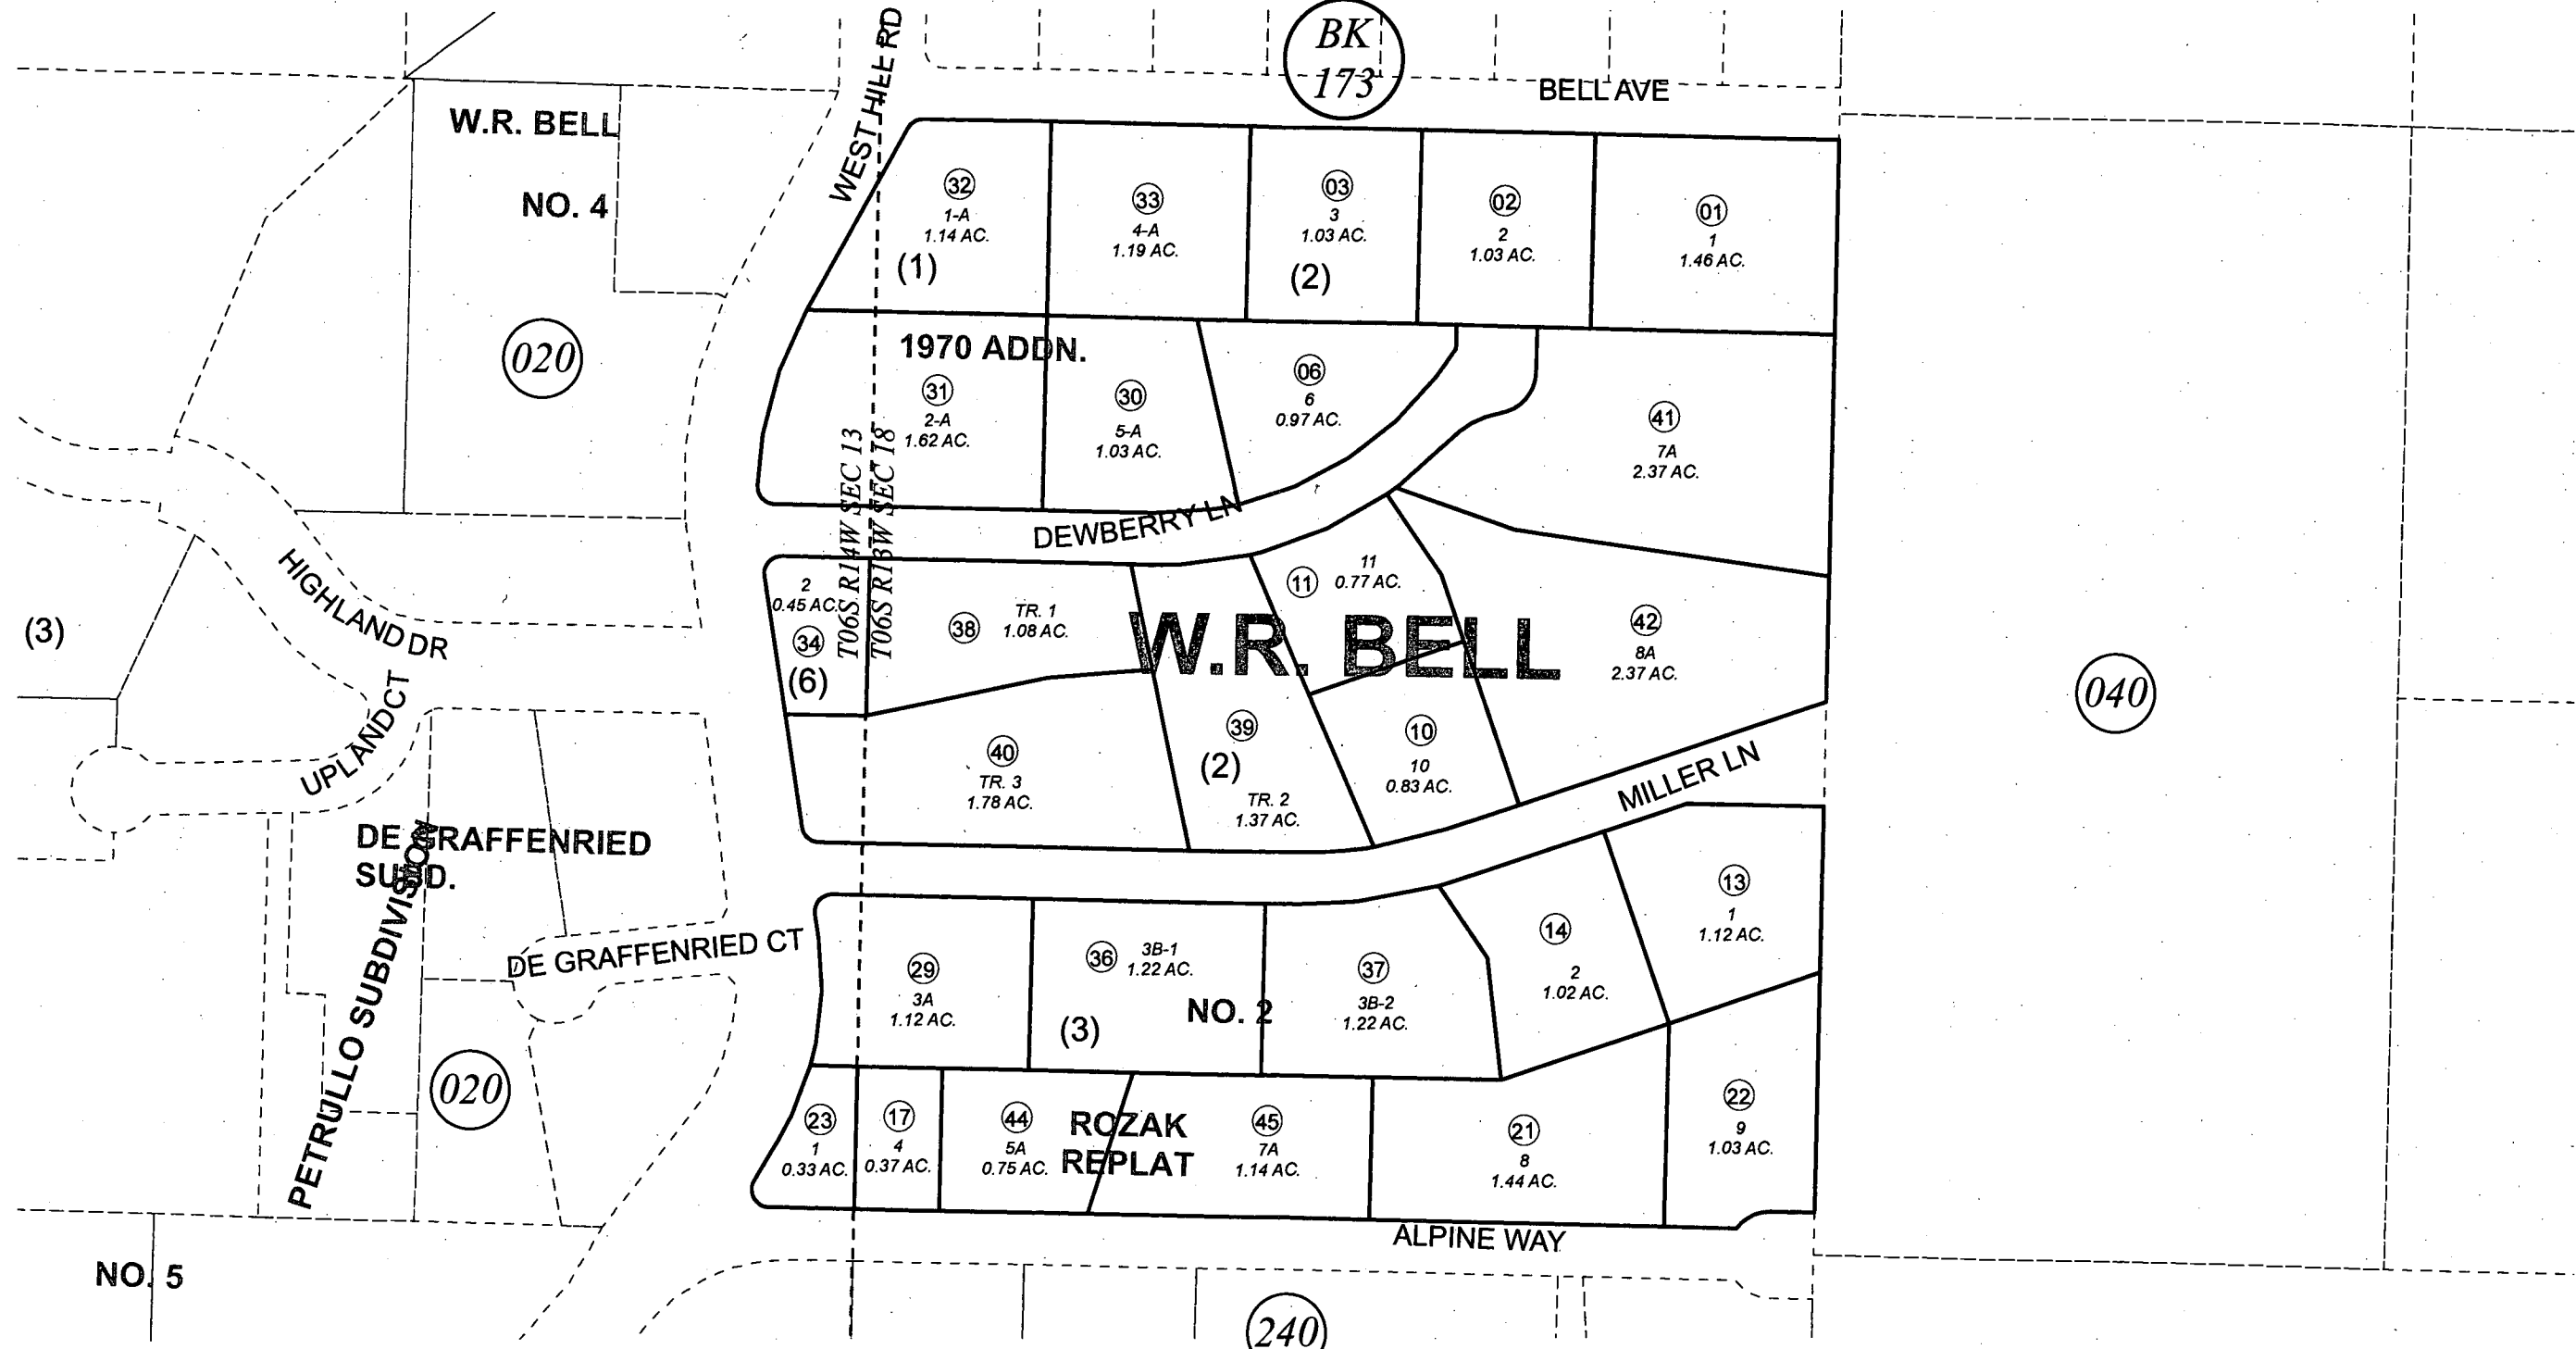 BK
173
BELL AVE
WEST HILL RD
W.R. BELL
NO. 4
020
32
1-A
1.14 AC.
(1)
33
4-A
1.19 AC.
03
3
1.03 AC.
(2)
02
2
1.03 AC.
01
1
1.46 AC.
1970 ADDN.
31
2-A
1.62 AC.
30
5-A
1.03 AC.
06
6
0.97 AC.
41
7A
2.37 AC.
T06S R14W SEC 13
T06S R13W SEC 18
DEWBERRY LN
HIGHLAND DR
(3)
UPLAND CT
2
0.45 AC.
34
(6)
38
TR. 1
1.08 AC.
11
11
0.77 AC.
W.R. BELL
42
8A
2.37 AC.
040
40
TR. 3
1.78 AC.
39
(2)
TR. 2
1.37 AC.
10
10
0.83 AC.
MILLER LN
DE GRAFFENRIED
SUBD.
PETRULLO SUBDIVISION
DE GRAFFENRIED CT
020
29
3A
1.12 AC.
36
3B-1
1.22 AC.
(3)
NO. 2
37
3B-2
1.22 AC.
14
2
1.02 AC.
13
1
1.12 AC.
23
1
0.33 AC.
17
4
0.37 AC.
44
5A
0.75 AC.
ROZAK
REPLAT
45
7A
1.14 AC.
21
8
1.44 AC.
22
9
1.03 AC.
ALPINE WAY
NO. 5
240